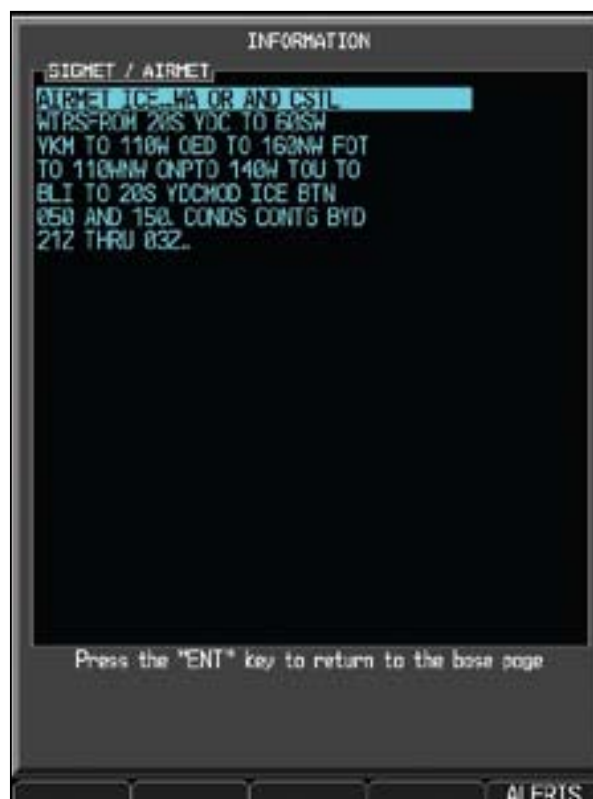 INFORMATION
SIGMET / AIRMET
AIRMET ICE...WA OR AND CSTL
WTRSFROM 20S YDC TO 60SW
YKM TO 110W OED TO 160NW FOT
TO 110WNW ONPTO 140W TOU TO
BLI TO 20S YDCMOD ICE BTN
050 AND 150. CONDS CONTG BYD
21Z THRU 03Z..
Press the "ENT" key to return to the base page
ALERTS